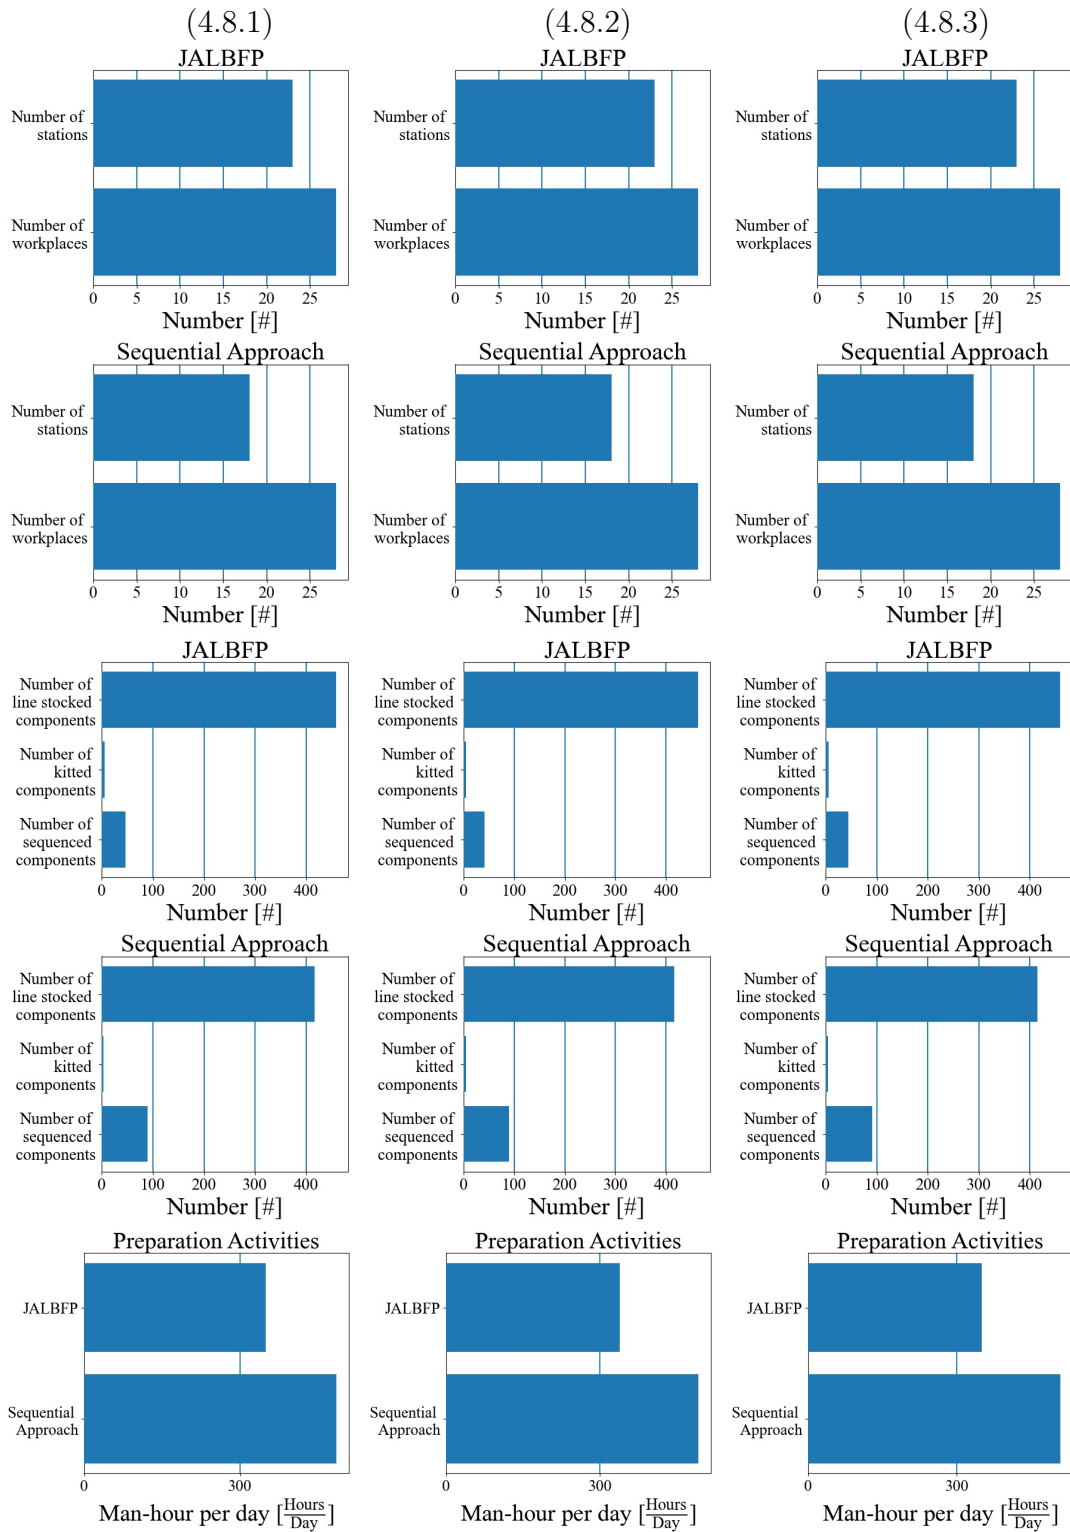 (4.8.1) (4.8.2) (4.8.3)
JALBFP JALBFP JALBFP
Number of Number of Number of
stations stations stations
Number of Number of Number of
workplaces workplaces workplaces
0 5 10 15 20 25 0 5 10 15 20 25 0 5 10 15 20 25
Number [#] Number [#] Number [#]
Sequential Approach Sequential Approach Sequential Approach
Number of Number of Number of
stations stations stations
Number of Number of Number of
workplaces workplaces workplaces
0 5 10 15 20 25 0 5 10 15 20 25 0 5 10 15 20 25
Number [#] Number [#] Number [#]
JALBFP JALBFP JALBFP
Number of Number of Number of
line stocked line stocked line stocked
components components components
Number of Number of Number of
kitted kitted kitted
components components components
Number of Number of Number of
sequenced sequenced sequenced
components components components
0 100 200 300 400 0 100 200 300 400 0 100 200 300 400
Number [#] Number [#] Number [#]
Sequential Approach Sequential Approach Sequential Approach
Number of Number of Number of
line stocked line stocked line stocked
components components components
Number of Number of Number of
kitted kitted kitted
components components components
Number of Number of Number of
sequenced sequenced sequenced
components components components
0 100 200 300 400 0 100 200 300 400 0 100 200 300 400
Number [#] Number [#] Number [#]
Preparation Activities Preparation Activities Preparation Activities
JALBFP JALBFP JALBFP
Sequential Sequential Sequential
Approach Approach Approach
0 300 0 300 0 300
Man-hour per day [Hours/Day] Man-hour per day [Hours/Day] Man-hour per day [Hours/Day]